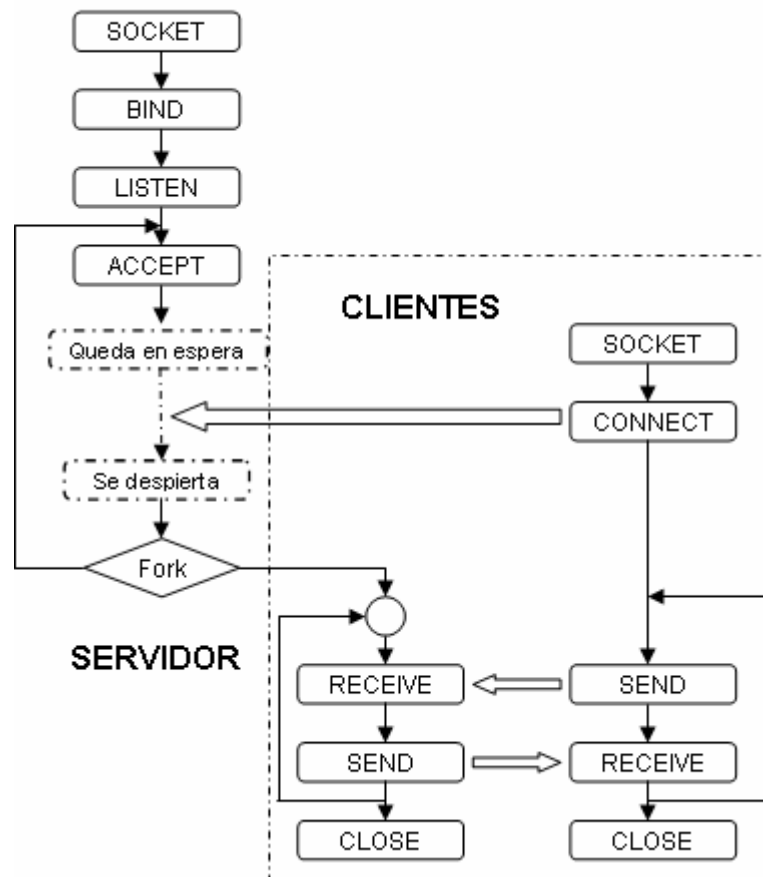 SOCKET
BIND
LISTEN
ACCEPT
Queda en espera
Se despierta
Fork
SERVIDOR
CLIENTES
SOCKET
CONNECT
RECEIVE
SEND
SEND
RECEIVE
CLOSE
CLOSE